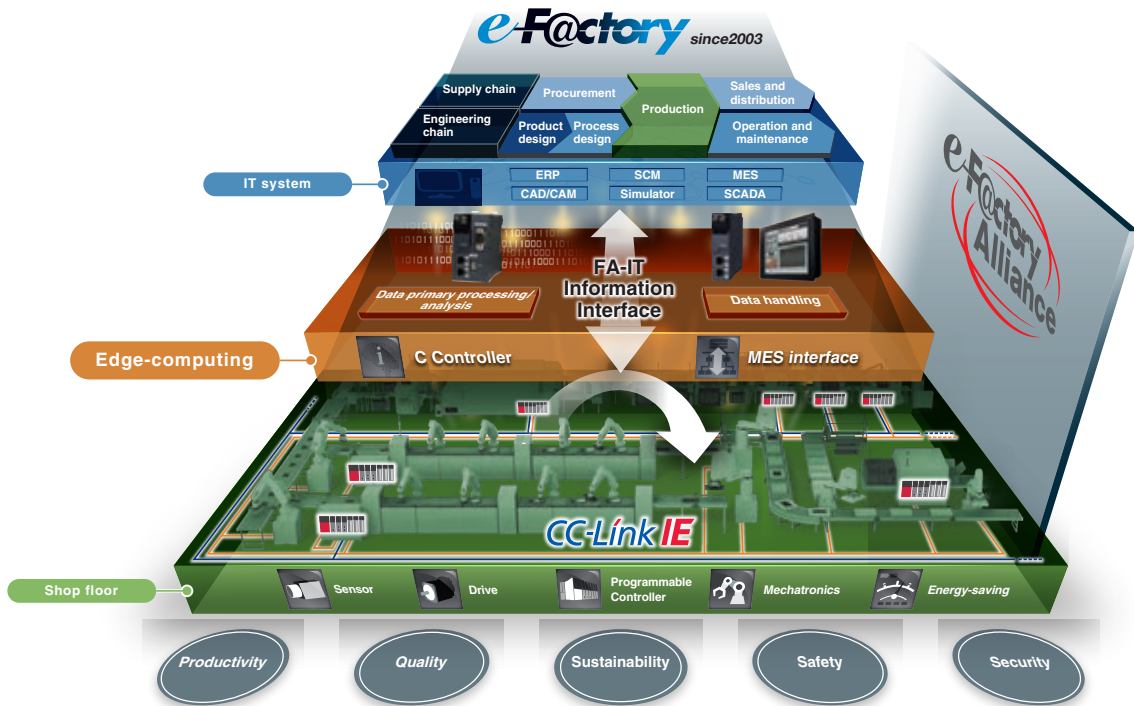 e-F@ctory since2003
Supply chain
Procurement
Production
Sales and
distribution
Engineering
chain
Product
design
Process
design
Operation and
maintenance
IT system
ERP
SCM
MES
CAD/CAM
Simulator
SCADA
e-F@ctory
Alliance
FA-IT
Information
Interface
Data primary processing/
analysis
Data handling
Edge-computing
C Controller
MES interface
CC-Link IE
Shop floor
Sensor
Drive
Programmable
Controller
Mechatronics
Energy-saving
Productivity
Quality
Sustainability
Safety
Security